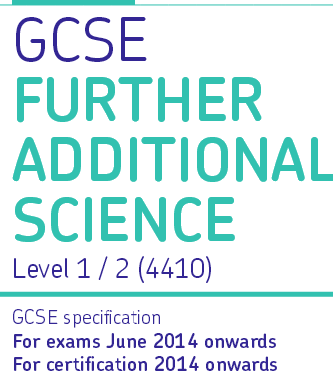 GCSE
FURTHER
ADDITIONAL
SCIENCE
Level 1 / 2 (4410)
GCSE specification
For exams June 2014 onwards
For certification 2014 onwards